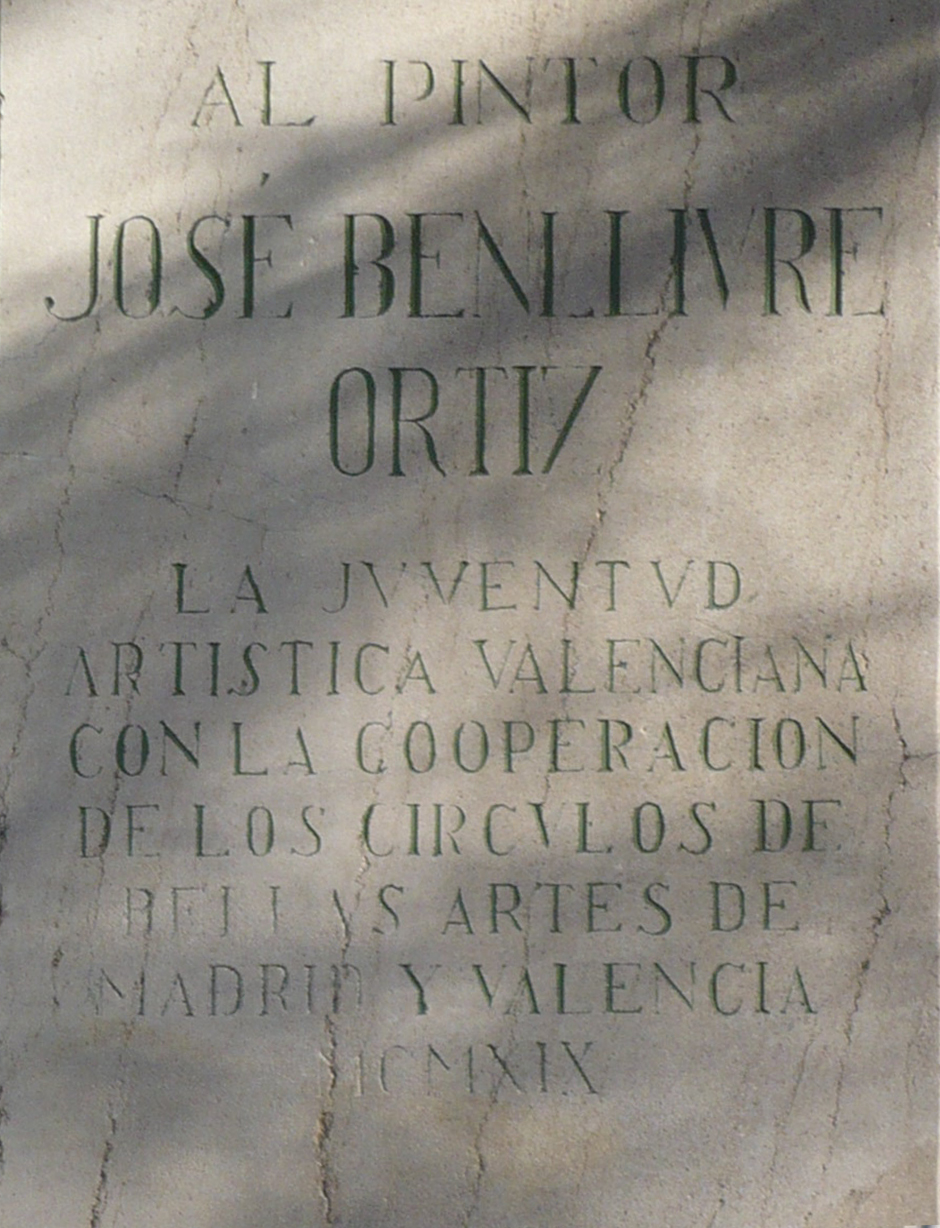 AL PINTOR
JOSÉ BENLLIVRE
ORTIZ
LA JVVENTVD
ARTISTICA VALENCIANA
CON LA COOPERACION
DE LOS CIRCVLOS DE
BELLAS ARTES DE
MADRID Y VALENCIA
MCMXIX